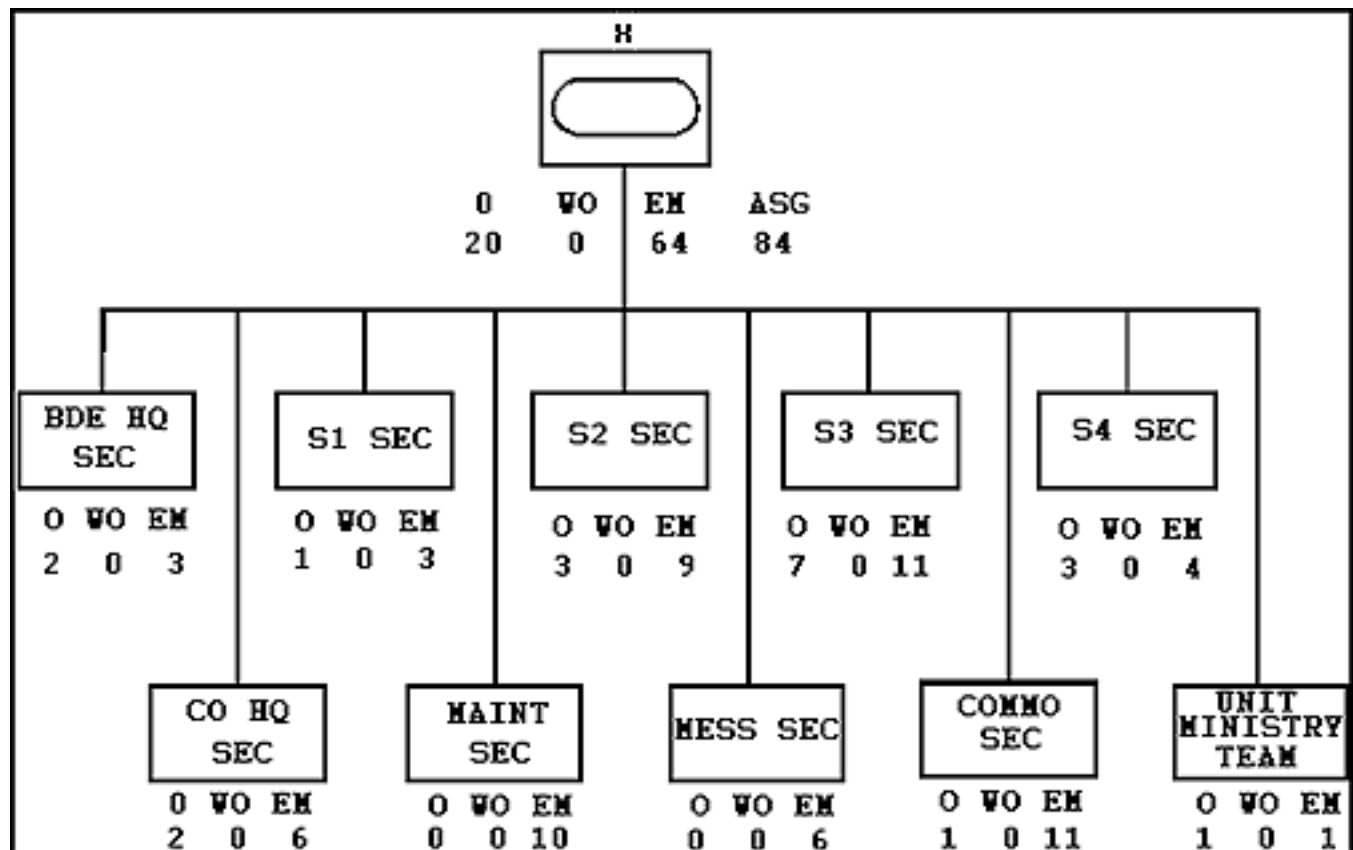 X
O WO EM ASG
20 0 64 84
BDE HQ
SEC
O WO EM
2 0 3
S1 SEC
O WO EM
1 0 3
S2 SEC
O WO EM
3 0 9
S3 SEC
O WO EM
7 0 11
S4 SEC
O WO EM
3 0 4
CO HQ
SEC
O WO EM
2 0 6
MAINT
SEC
O WO EM
0 0 10
MESS SEC
O WO EM
0 0 6
COMMO
SEC
O WO EM
1 0 11
UNIT
MINISTRY
TEAM
O WO EM
1 0 1